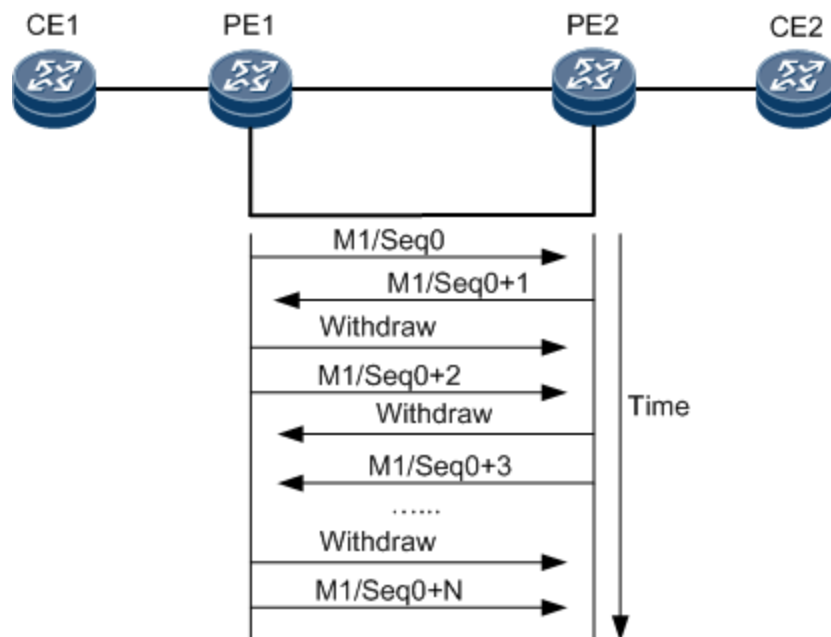 CE1
PE1
PE2
CE2
M1/Seq0
M1/Seq0+1
Withdraw
M1/Seq0+2
Withdraw
Time
M1/Seq0+3
……
Withdraw
M1/Seq0+N